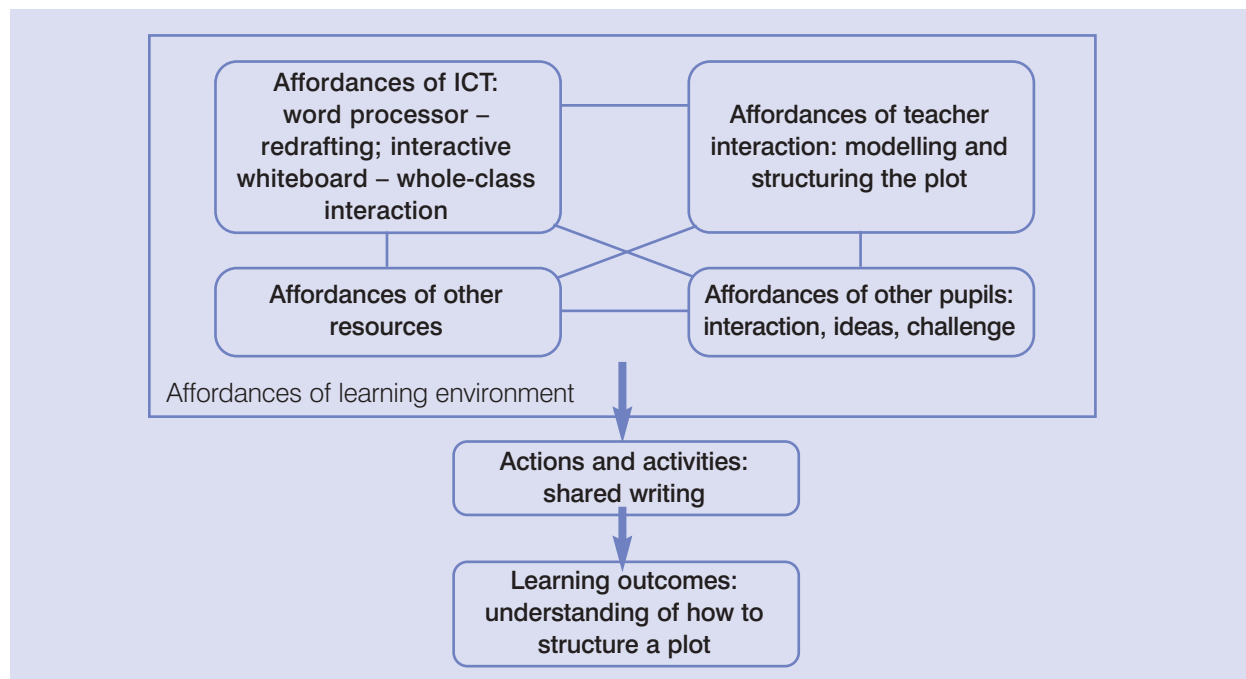 Affordances of ICT:
word processor –
redrafting; interactive
whiteboard – whole-class
interaction
Affordances of teacher
interaction: modelling and
structuring the plot
Affordances of other
resources
Affordances of other pupils:
interaction, ideas, challenge
Affordances of learning environment
Actions and activities:
shared writing
Learning outcomes:
understanding of how to
structure a plot